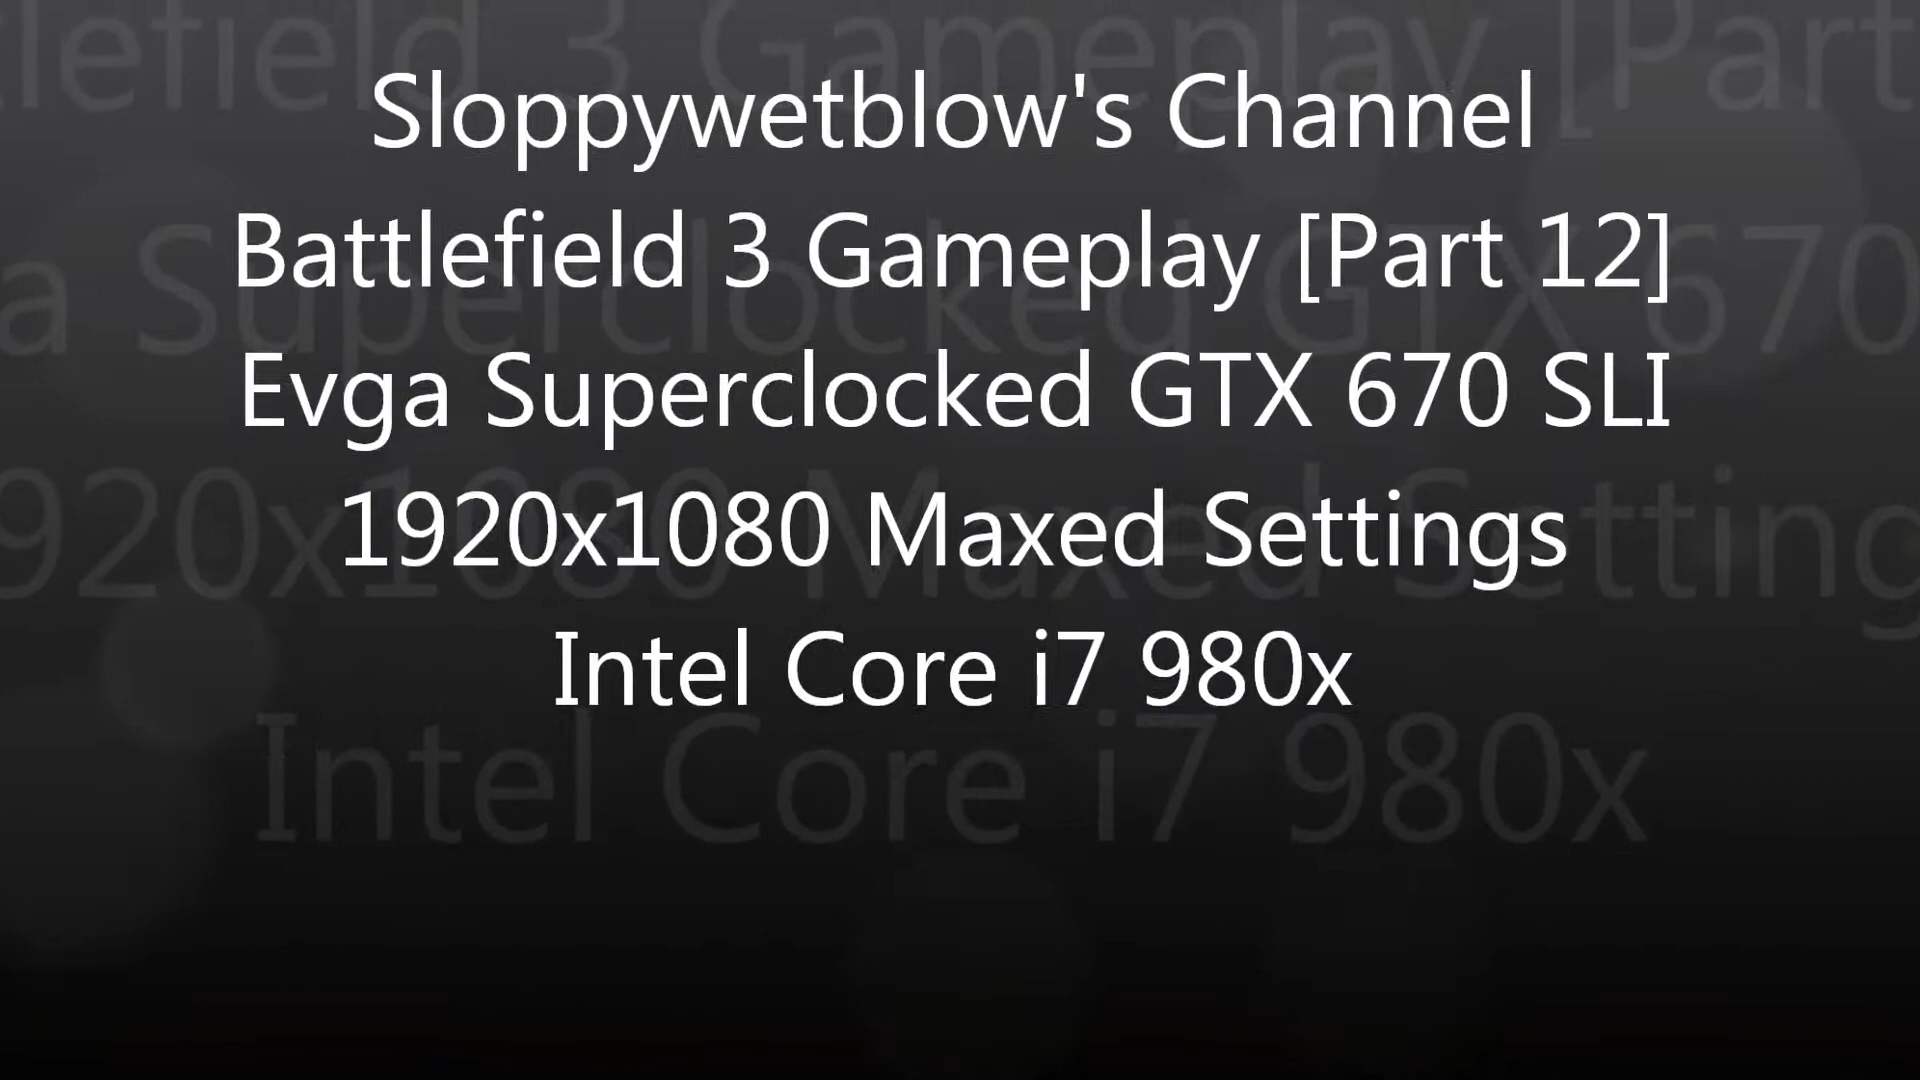 Sloppywetblow's Channel
Battlefield 3 Gameplay [Part 12]
Evga Superclocked GTX 670 SLI
1920x1080 Maxed Settings
Intel Core i7 980x